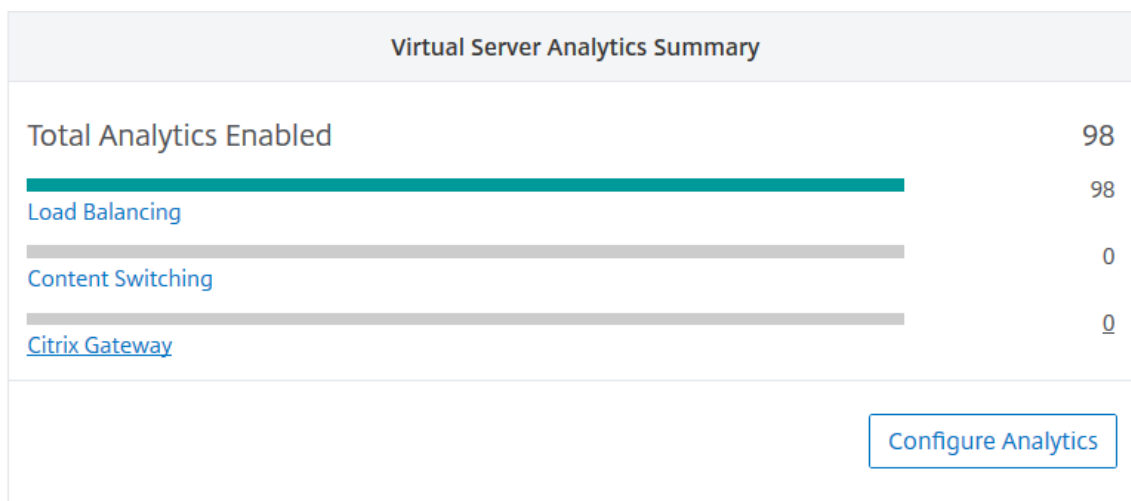 Virtual Server Analytics Summary
Total Analytics Enabled 98
98
Load Balancing
0
Content Switching
0
Citrix Gateway
Configure Analytics